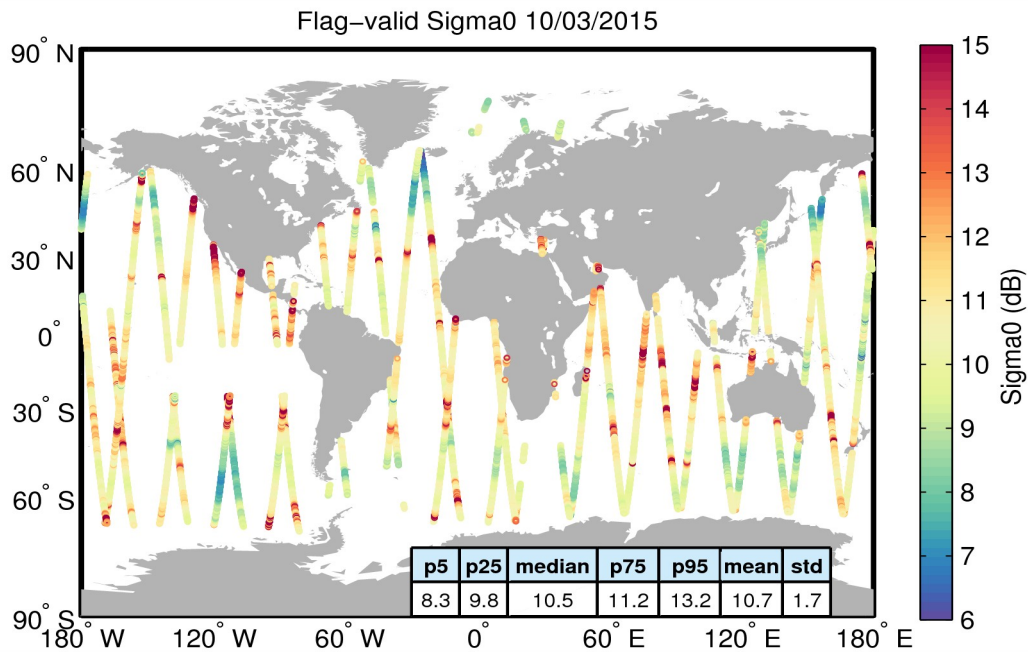 Flag−valid Sigma0 10/03/2015
90° N
60° N
30° N
0°
30° S
60° S
90° S
180° W
120° W
60° W
0°
60° E
120° E
180° E
p5 p25 median p75 p95 mean std
8.3 9.8 10.5 11.2 13.2 10.7 1.7
15
14
13
12
11
10
9
8
7
6
Sigma0 (dB)